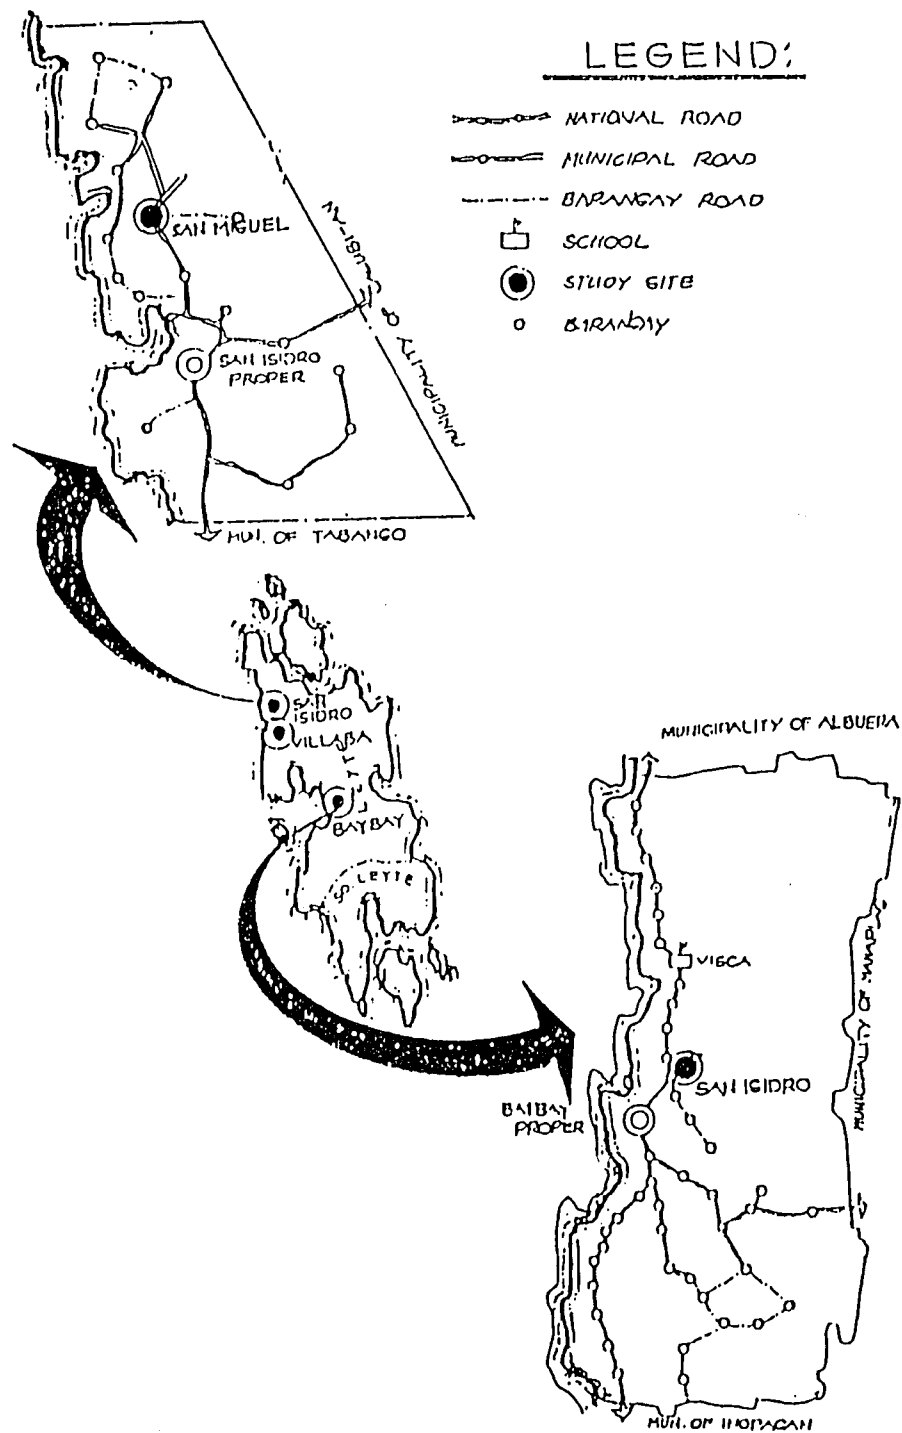 LEGEND:
NATIONAL ROAD
MUNICIPAL ROAD
BARANGAY ROAD
SCHOOL
STUDY SITE
SAN MIGUEL
SAN ISIDRO
PROPER
MUNICIPALITY
MUN. OF TABANGO
SAN
ISIDRO
VILLABA
BAYBAY
S. LEYTE
MUNICIPALITY OF ALBUERA
VISCA
SAN ISIDRO
BAYBAY
PROPER
MUNICIPALITY OF
MUN. OF INOPACAN